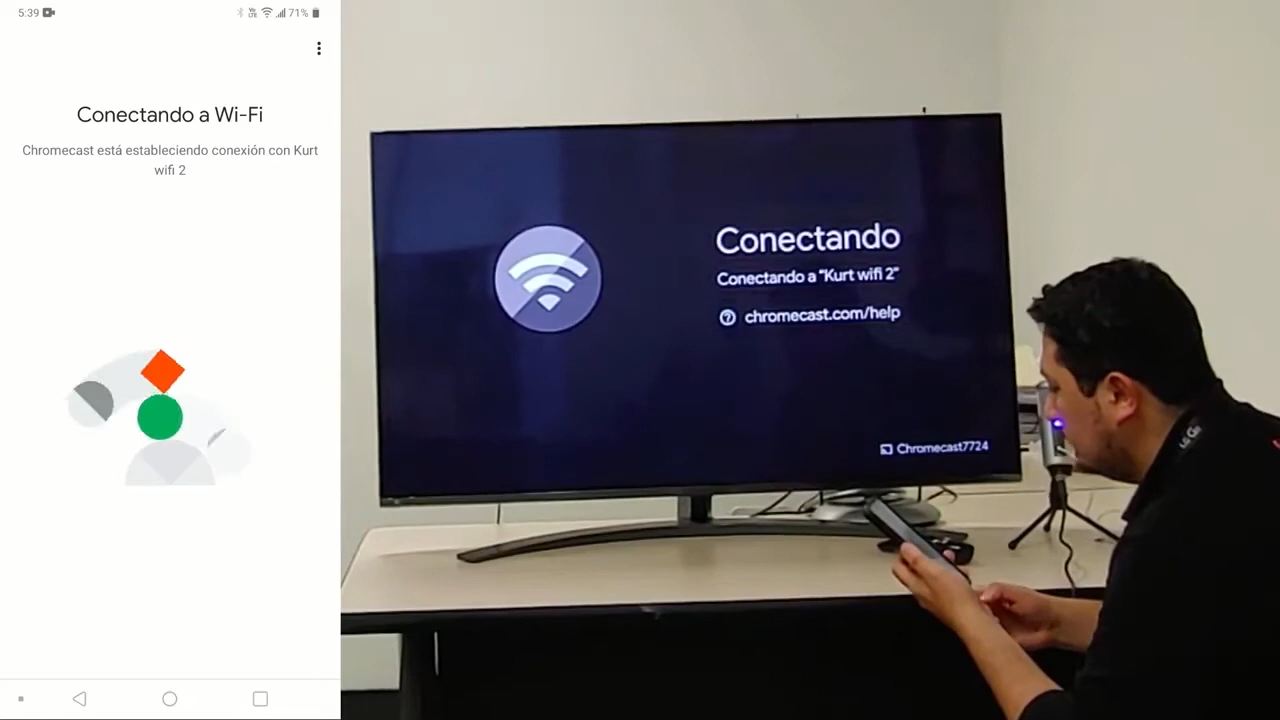 5:39
71%
Conectando a Wi-Fi
Chromecast está estableciendo conexión con Kurt
wifi 2
Conectando
Conectando a "Kurt wifi 2"
chromecast.com/help
Chromecast7724